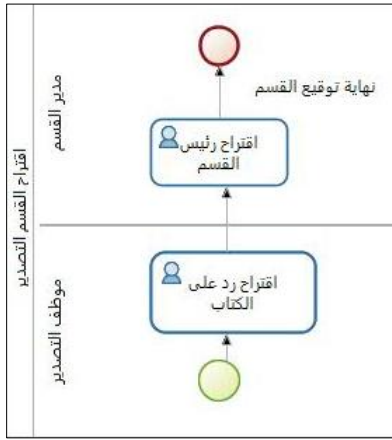 اقتراح القسم التصدير
مدير القسم
نهاية توقيع القسم
اقتراح رئيس
القسم
موظف التصدير
اقتراح رد على
الكتاب